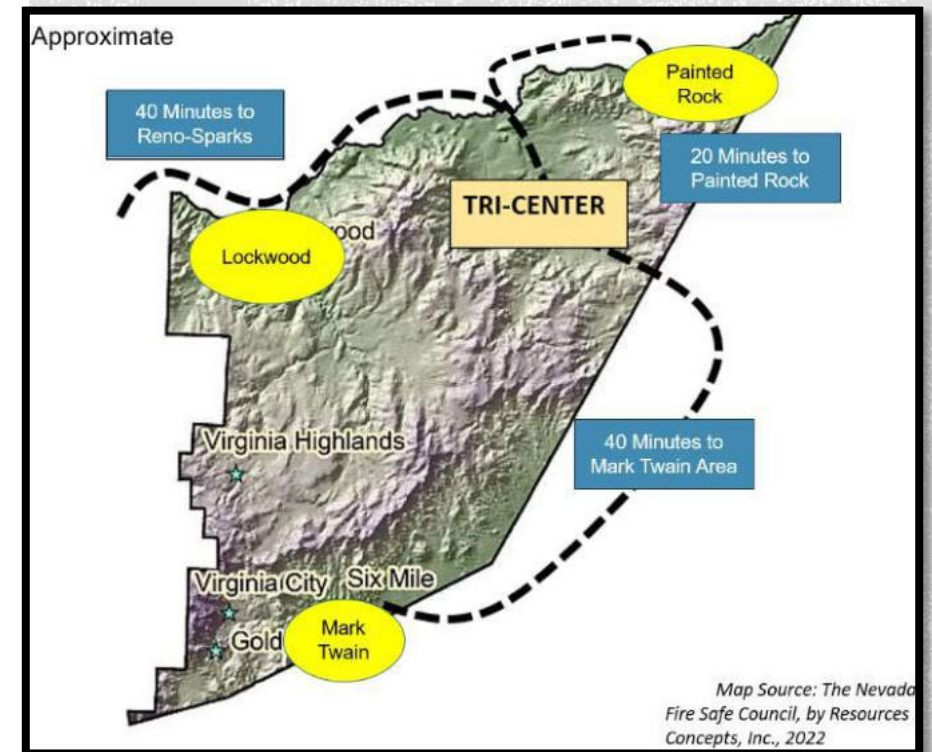 Approximate
Painted
Rock
40 Minutes to
Reno-Sparks
20 Minutes to
Painted Rock
TRI-CENTER
ood
Lockwood
Virginia Highlands
40 Minutes to
Mark Twain Area
Virginia City
Six Mile
Gold
Mark
Twain
Map Source: The Nevada
Fire Safe Council, by Resources
Concepts, Inc., 2022